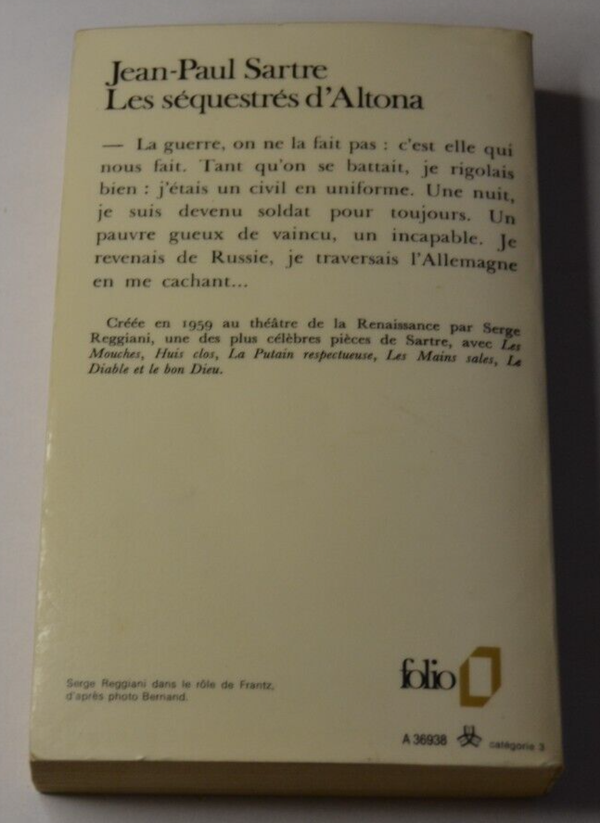 Jean-Paul Sartre
Les séquestrés d'Altona
— La guerre, on ne la fait pas : c'est elle qui
nous fait. Tant qu'on se battait, je rigolais
bien : j'étais un civil en uniforme. Une nuit,
je suis devenu soldat pour toujours. Un
pauvre gueux de vaincu, un incapable. Je
revenais de Russie, je traversais l'Allemagne
en me cachant...
Créée en 1959 au théâtre de la Renaissance par Serge
Reggiani, une des plus célèbres pièces de Sartre, avec Les
Mouches, Huis clos, La Putain respectueuse, Les Mains sales, Le
Diable et le bon Dieu.
Serge Reggiani dans le rôle de Frantz,
d'après photo Bernand.
folio
A 36938 catégorie 3